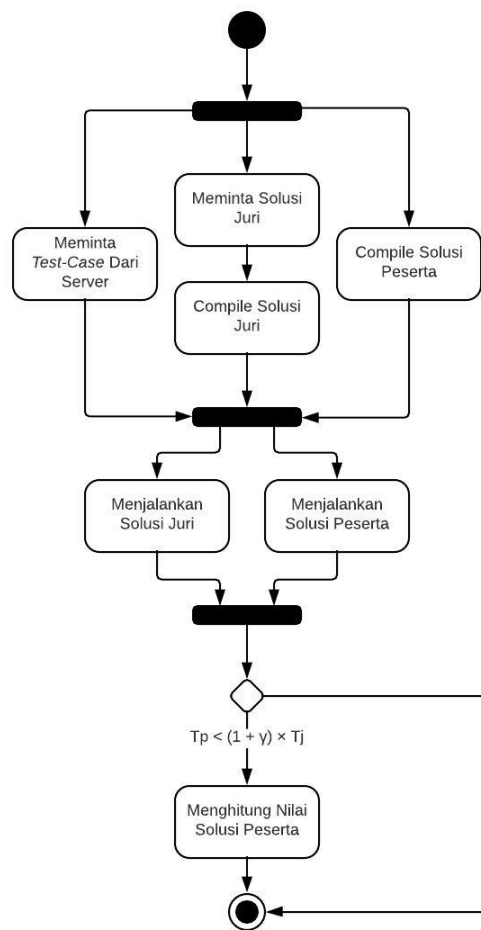 Meminta Solusi
Juri
Meminta
Test-Case Dari
Server
Compile Solusi
Peserta
Compile Solusi
Juri
Menjalankan
Solusi Juri
Menjalankan
Solusi Peserta
Tp < (1 + γ) × Tj
Menghitung Nilai
Solusi Peserta